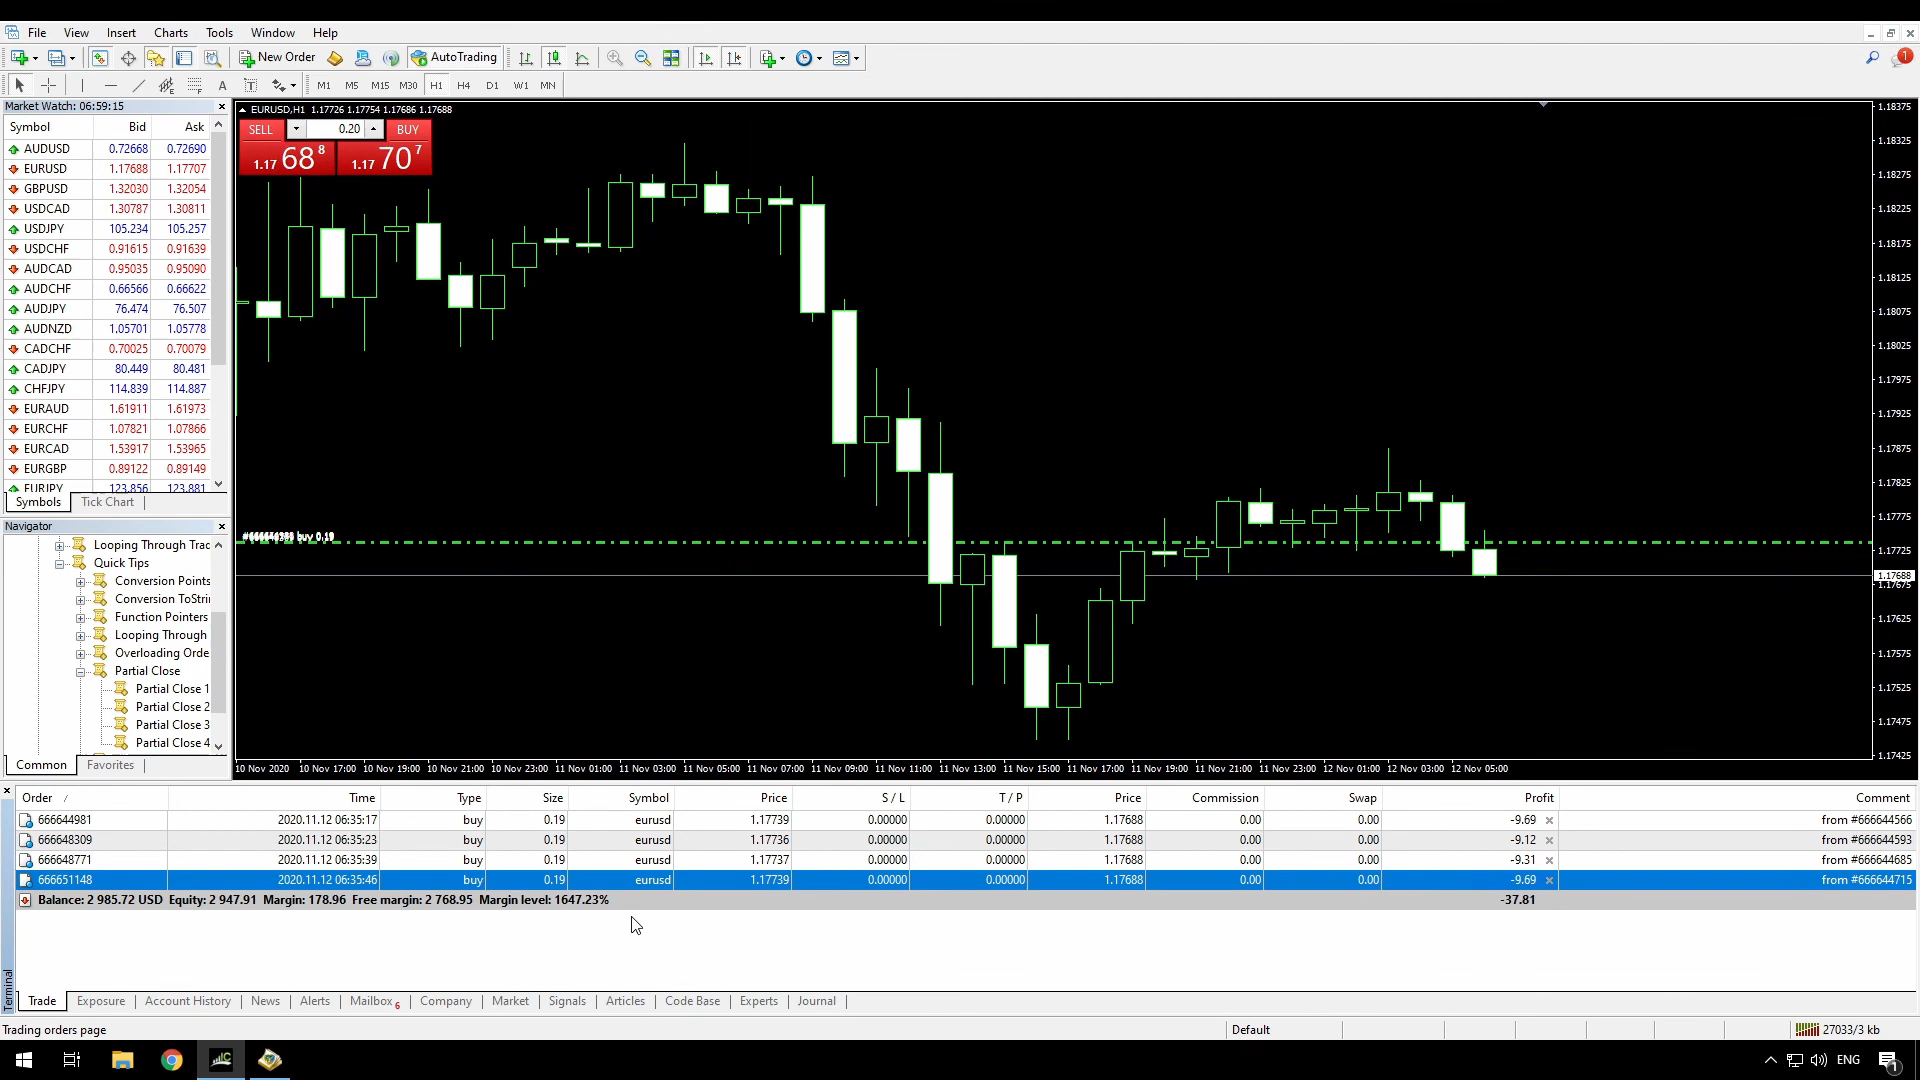 File View Insert Charts Tools Window Help
New Order AutoTrading 1
A T M1 M5 M15 M30 H1 H4 D1 W1 MN
Market Watch: 06:59:15
Symbol Bid Ask
AUDUSD 0.72668 0.72690
EURUSD 1.17688 1.17707
GBPUSD 1.32030 1.32054
USDCAD 1.30787 1.30811
USDJPY 105.234 105.257
USDCHF 0.91615 0.91639
AUDCAD 0.95035 0.95090
AUDCHF 0.66566 0.66622
AUDJPY 76.474 76.507
AUDNZD 1.05701 1.05778
CADCHF 0.70025 0.70079
CADJPY 80.449 80.481
CHFJPY 114.839 114.887
EURAUD 1.61911 1.61973
EURCHF 1.07821 1.07866
EURCAD 1.53917 1.53965
EURGBP 0.89122 0.89149
EURJPY 123.856 123.881
Symbols Tick Chart
Navigator
Looping Through Trac
Quick Tips
Conversion Points
Conversion ToStri
Function Pointers
Looping Through
Overloading Orde
Partial Close
Partial Close 1
Partial Close 2
Partial Close 3
Partial Close 4
Common Favorites
EURUSD,H1 1.17726 1.17754 1.17686 1.17688
SELL 0.20 BUY
1.17 68 8 1.17 70 7
buy 0.19
1.18375
1.18325
1.18275
1.18225
1.18175
1.18125
1.18075
1.18025
1.17975
1.17925
1.17875
1.17825
1.17775
1.17725
1.17688
1.17675
1.17625
1.17575
1.17525
1.17475
1.17425
10 Nov 2020 10 Nov 17:00 10 Nov 19:00 10 Nov 21:00 10 Nov 23:00 11 Nov 01:00 11 Nov 03:00 11 Nov 05:00 11 Nov 07:00 11 Nov 09:00 11 Nov 11:00 11 Nov 13:00 11 Nov 15:00 11 Nov 17:00 11 Nov 19:00 11 Nov 21:00 11 Nov 23:00 12 Nov 01:00 12 Nov 03:00 12 Nov 05:00
Order / Time Type Size Symbol Price S / L T / P Price Commission Swap Profit Comment
666644981 2020.11.12 06:35:17 buy 0.19 eurusd 1.17739 0.00000 0.00000 1.17688 0.00 0.00 -9.69 from #666644566
666648309 2020.11.12 06:35:23 buy 0.19 eurusd 1.17736 0.00000 0.00000 1.17688 0.00 0.00 -9.12 from #666644593
666648771 2020.11.12 06:35:39 buy 0.19 eurusd 1.17737 0.00000 0.00000 1.17688 0.00 0.00 -9.31 from #666644685
666651148 2020.11.12 06:35:46 buy 0.19 eurusd 1.17739 0.00000 0.00000 1.17688 0.00 0.00 -9.69 from #666644715
Balance: 2 985.72 USD Equity: 2 947.91 Margin: 178.96 Free margin: 2 768.95 Margin level: 1647.23% -37.81
Terminal
Trade Exposure Account History News Alerts Mailbox 6 Company Market Signals Articles Code Base Experts Journal
Trading orders page Default 27033/3 kb
ENG 1